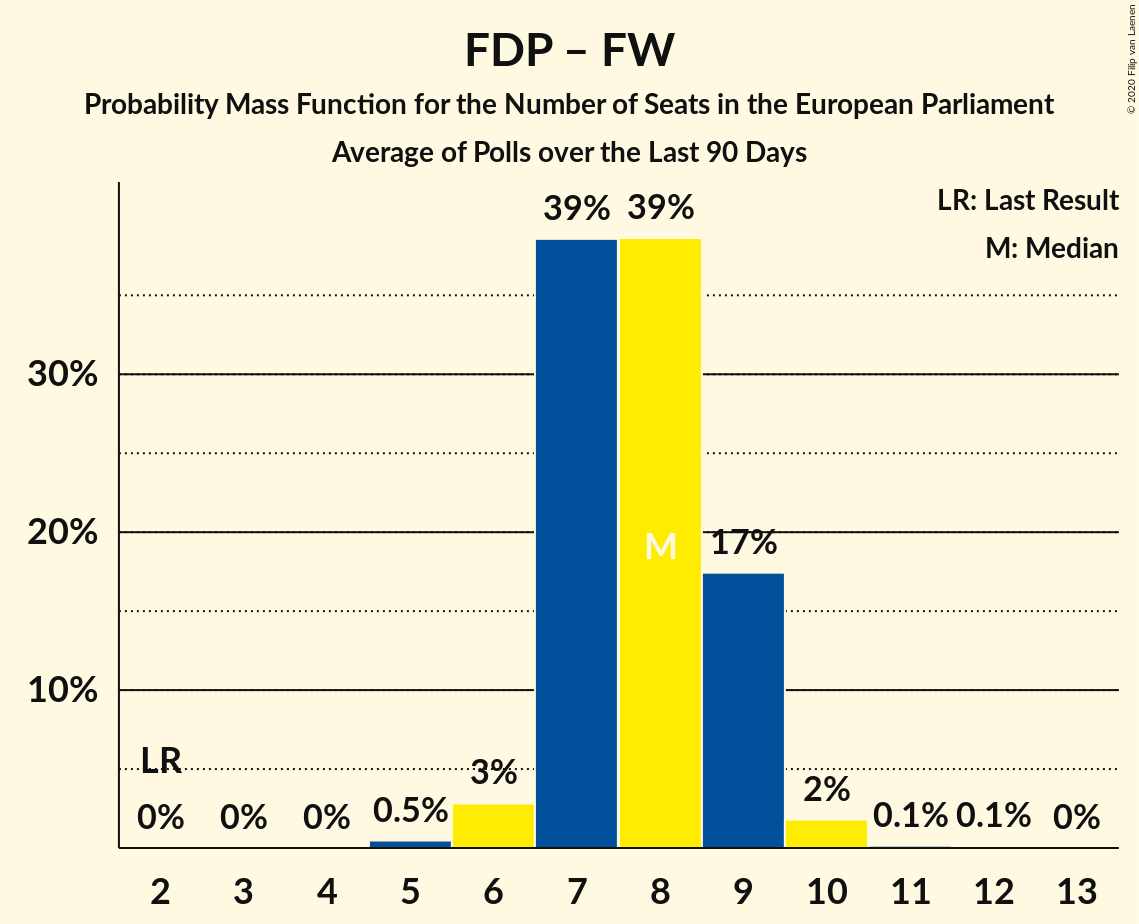 FDP – FW
Probability Mass Function for the Number of Seats in the European Parliament
Average of Polls over the Last 90 Days
© 2020 Filip van Laenen
LR: Last Result
M: Median
39% 39%
30%
20%
M
17%
10%
LR
0% 0% 0% 0.5% 3% 2% 0.1% 0.1% 0%
2 3 4 5 6 7 8 9 10 11 12 13